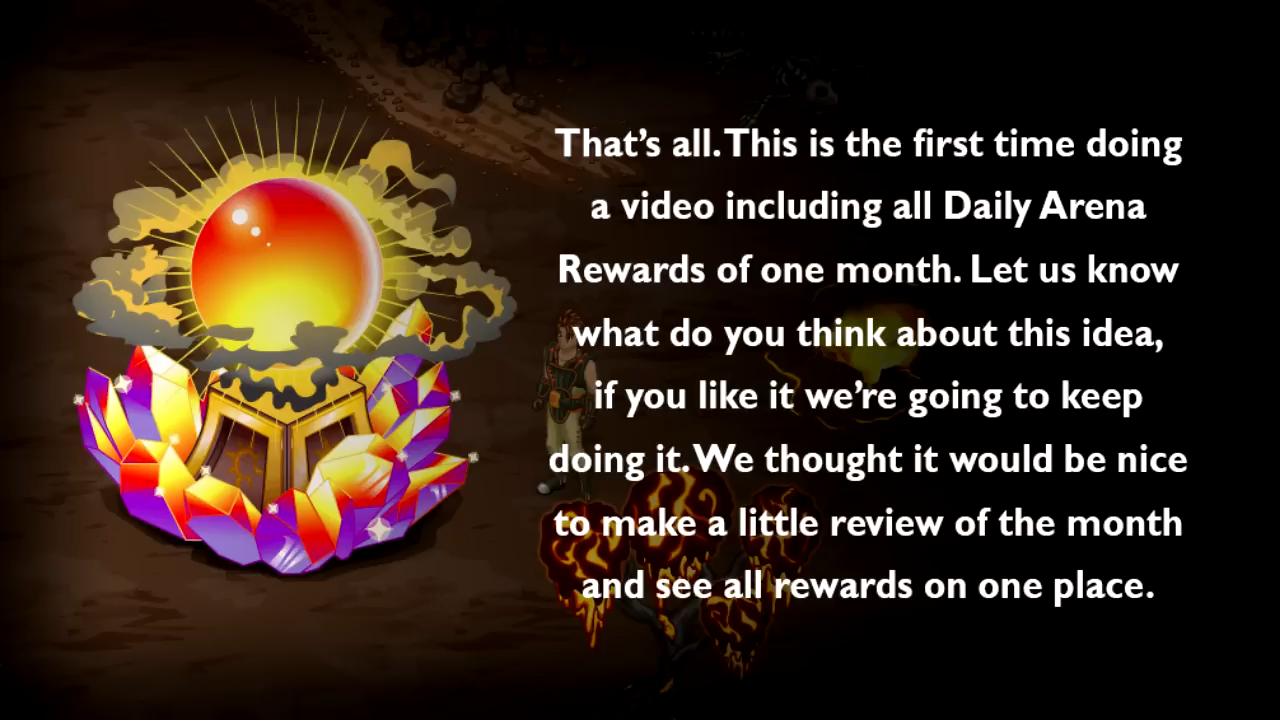 That’s all. This is the first time doing
a video including all Daily Arena
Rewards of one month. Let us know
what do you think about this idea,
if you like it we’re going to keep
doing it. We thought it would be nice
to make a little review of the month
and see all rewards on one place.